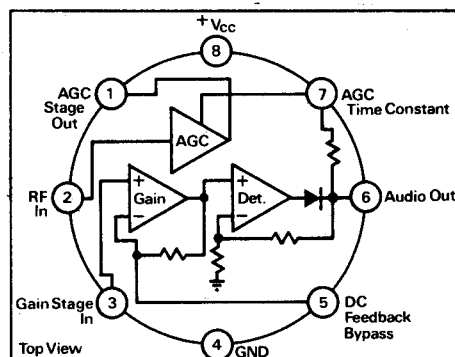 +Vcc
8
AGC
Stage
Out
1
7
AGC
Time Constant
AGC
RF
In
2
+
Gain
−
+
Det.
−
6
Audio Out
Gain Stage
In
3
5
DC
Feedback
Bypass
4
GND
Top View